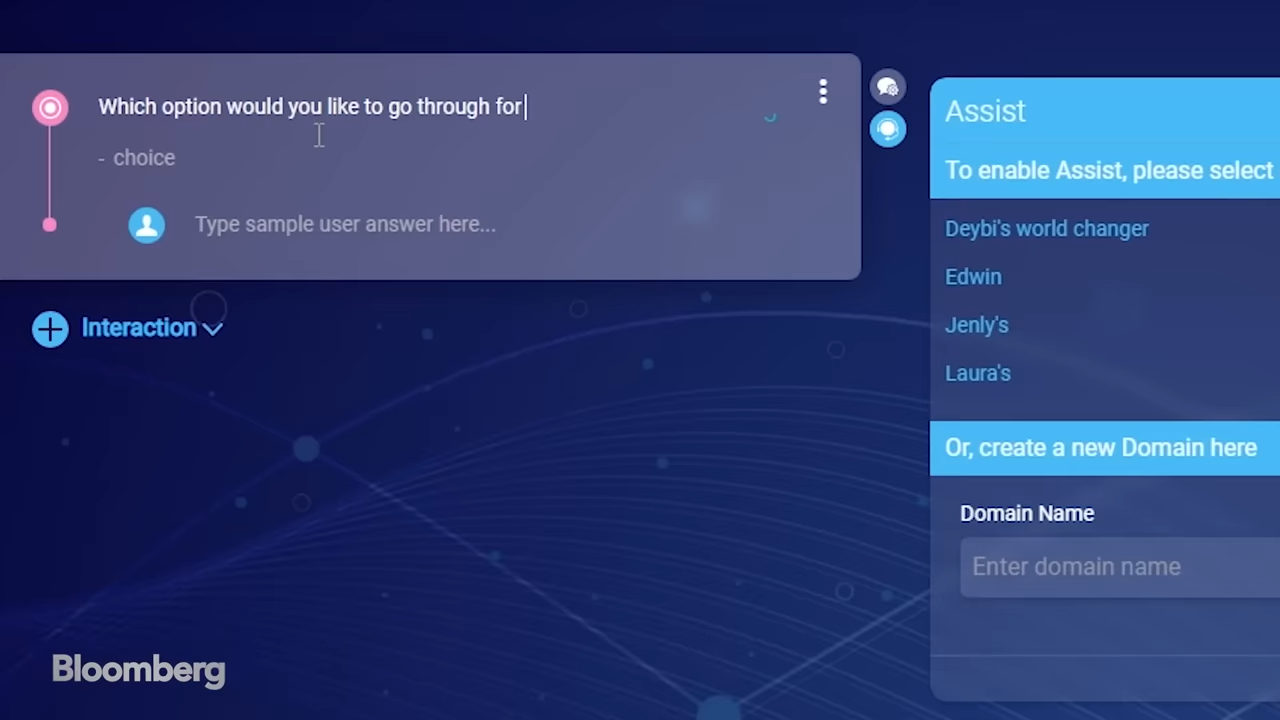 Which option would you like to go through for
- choice
Type sample user answer here...
Interaction
Assist
To enable Assist, please select
Deybi's world changer
Edwin
Jenly's
Laura's
Or, create a new Domain here
Domain Name
Enter domain name
Bloomberg